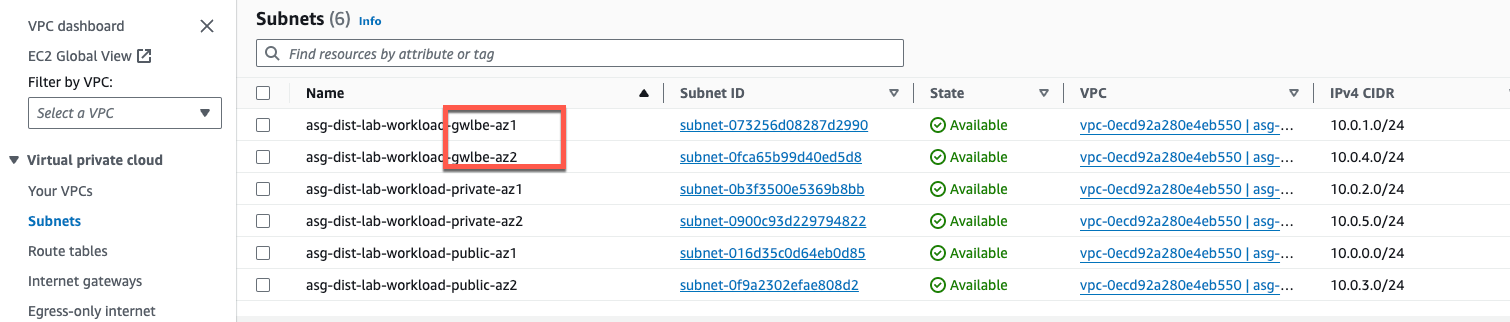 VPC dashboard
EC2 Global View
Filter by VPC:
Select a VPC
Virtual private cloud
Your VPCs
Subnets
Route tables
Internet gateways
Egress-only internet
Subnets (6) Info
Find resources by attribute or tag
Name Subnet ID State VPC IPv4 CIDR
asg-dist-lab-workload-gwlbe-az1 subnet-073256d08287d2990 Available vpc-0ecd92a280e4eb550 | asg-... 10.0.1.0/24
asg-dist-lab-workload-gwlbe-az2 subnet-0fca65b99d40ed5d8 Available vpc-0ecd92a280e4eb550 | asg-... 10.0.4.0/24
asg-dist-lab-workload-private-az1 subnet-0b3f3500e5369b8bb Available vpc-0ecd92a280e4eb550 | asg-... 10.0.2.0/24
asg-dist-lab-workload-private-az2 subnet-0900c93d229794822 Available vpc-0ecd92a280e4eb550 | asg-... 10.0.5.0/24
asg-dist-lab-workload-public-az1 subnet-016d35c0d64eb0d85 Available vpc-0ecd92a280e4eb550 | asg-... 10.0.0.0/24
asg-dist-lab-workload-public-az2 subnet-0f9a2302efae808d2 Available vpc-0ecd92a280e4eb550 | asg-... 10.0.3.0/24